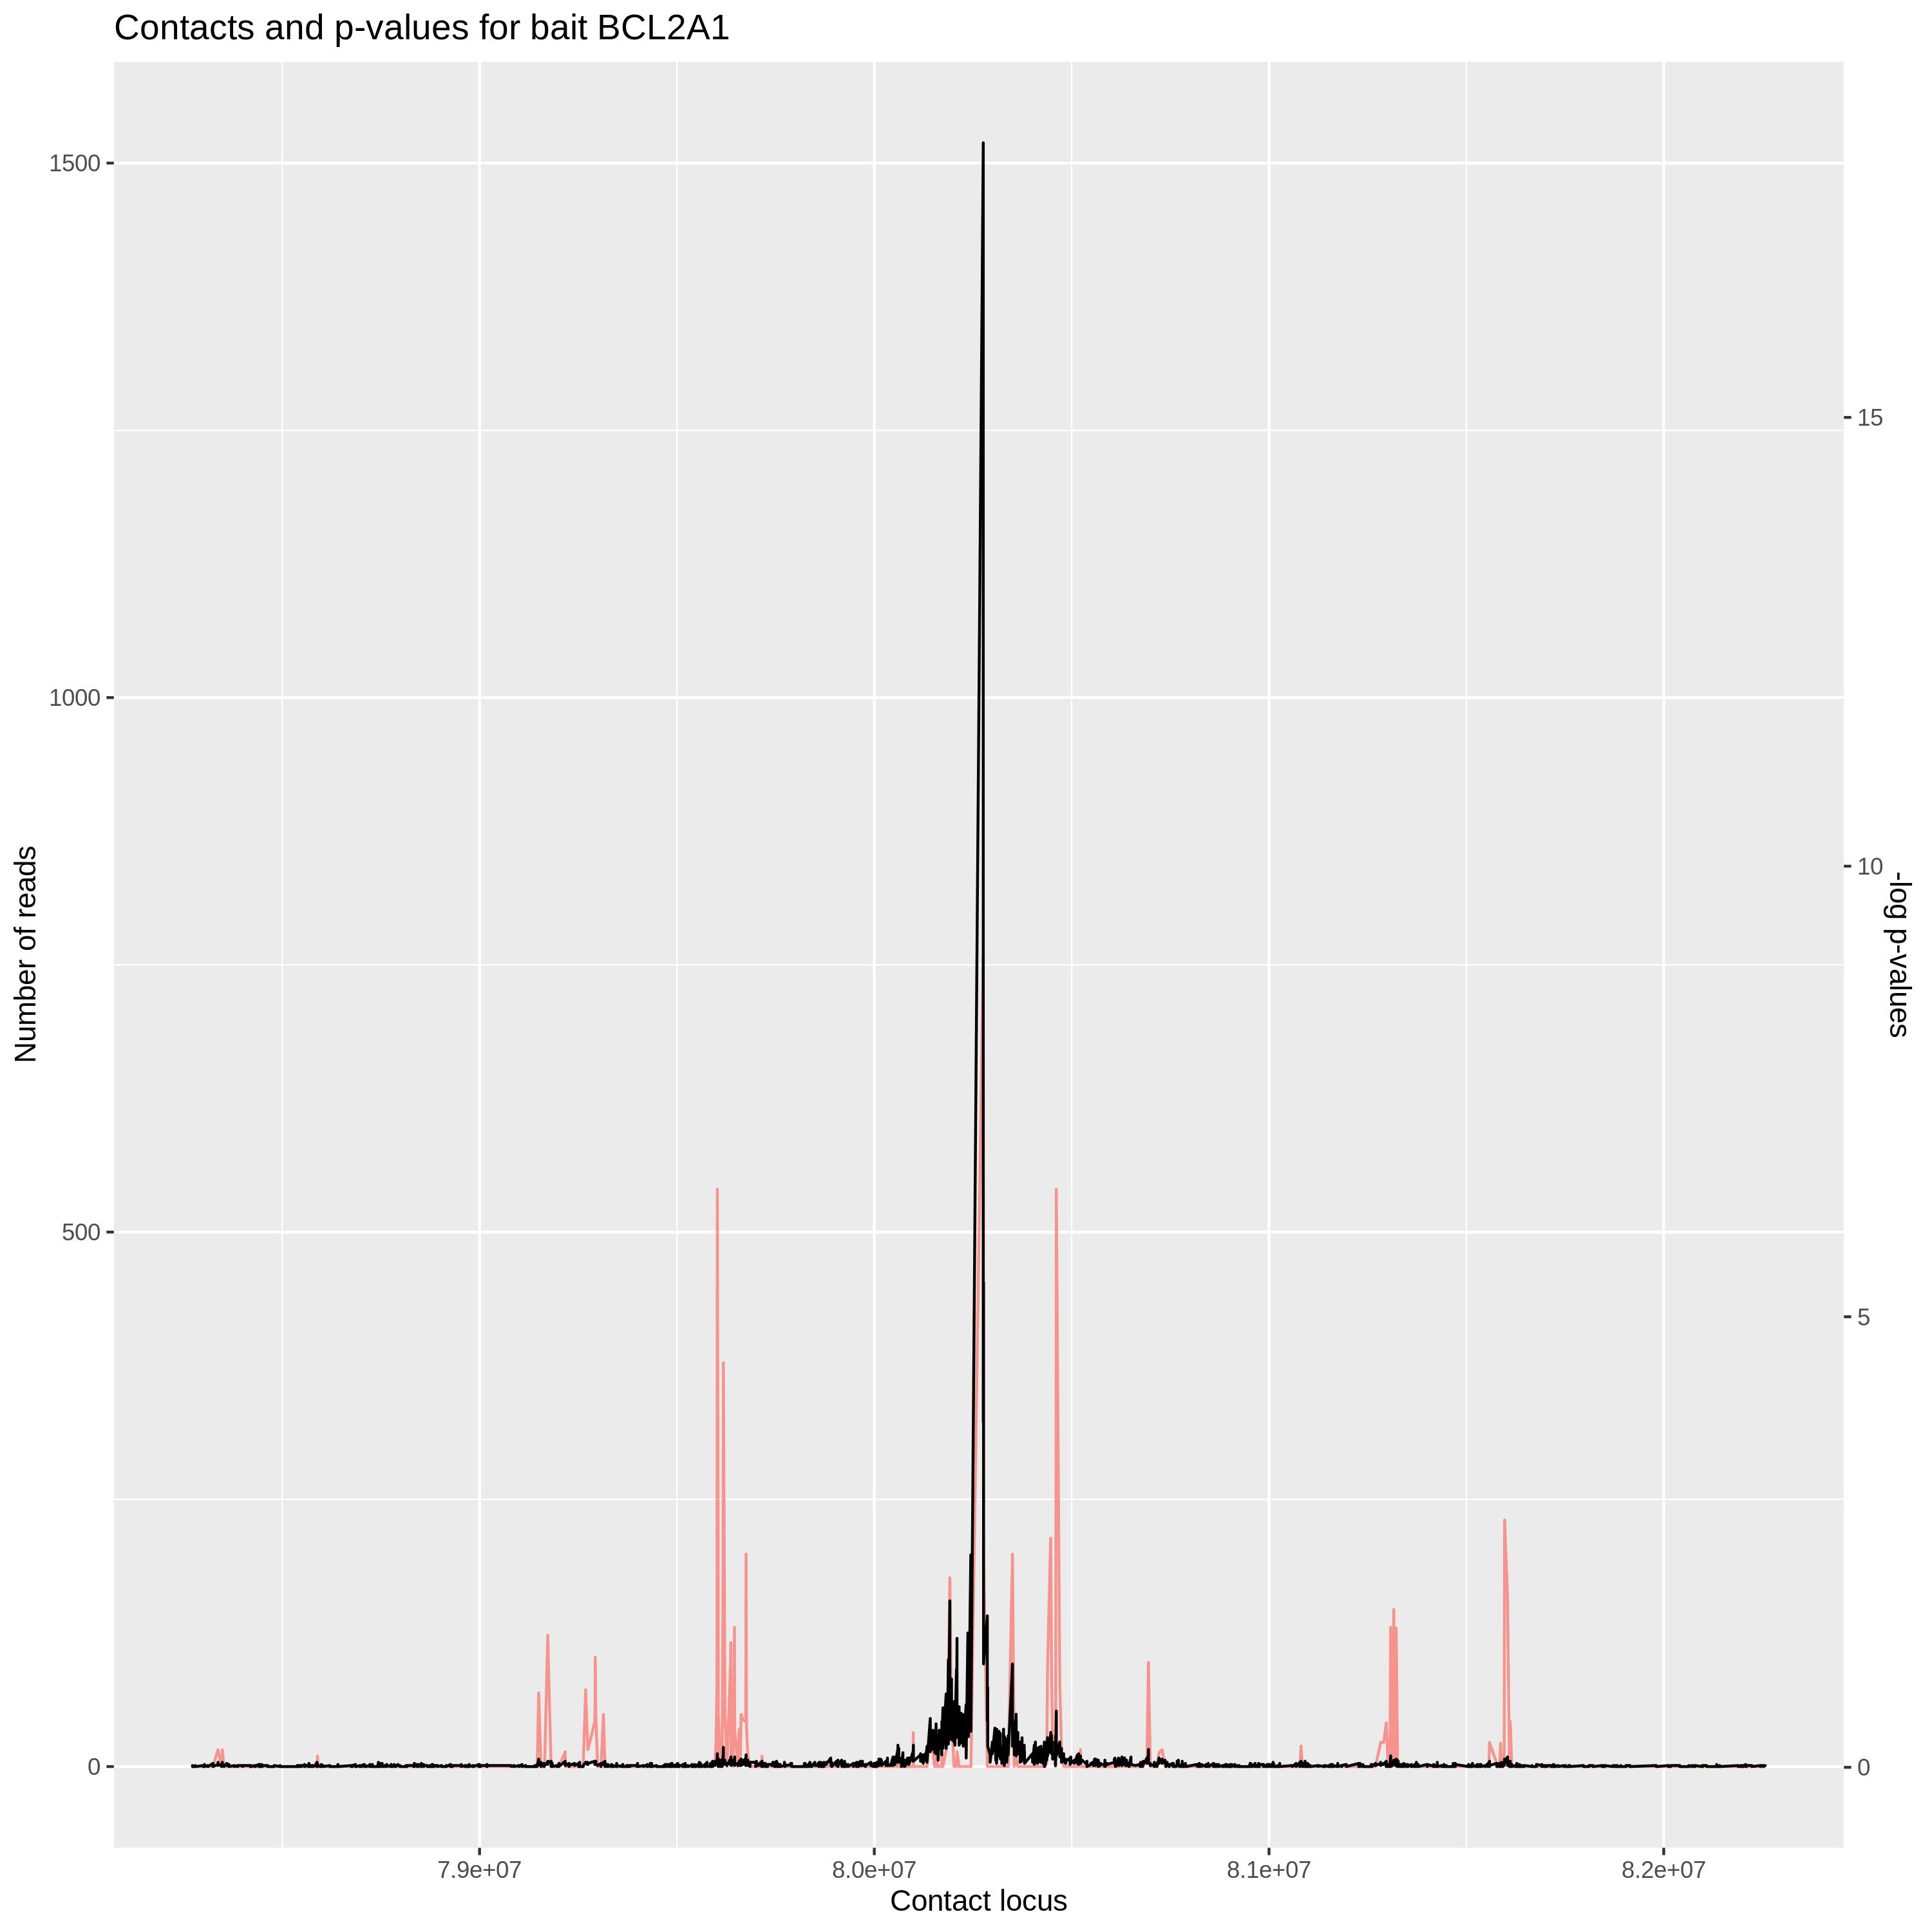 Contacts and p-values for bait BCL2A1
1500
1000
500
0
Number of reads
15
10
5
0
-log p-values
7.9e+07
8.0e+07
8.1e+07
8.2e+07
Contact locus